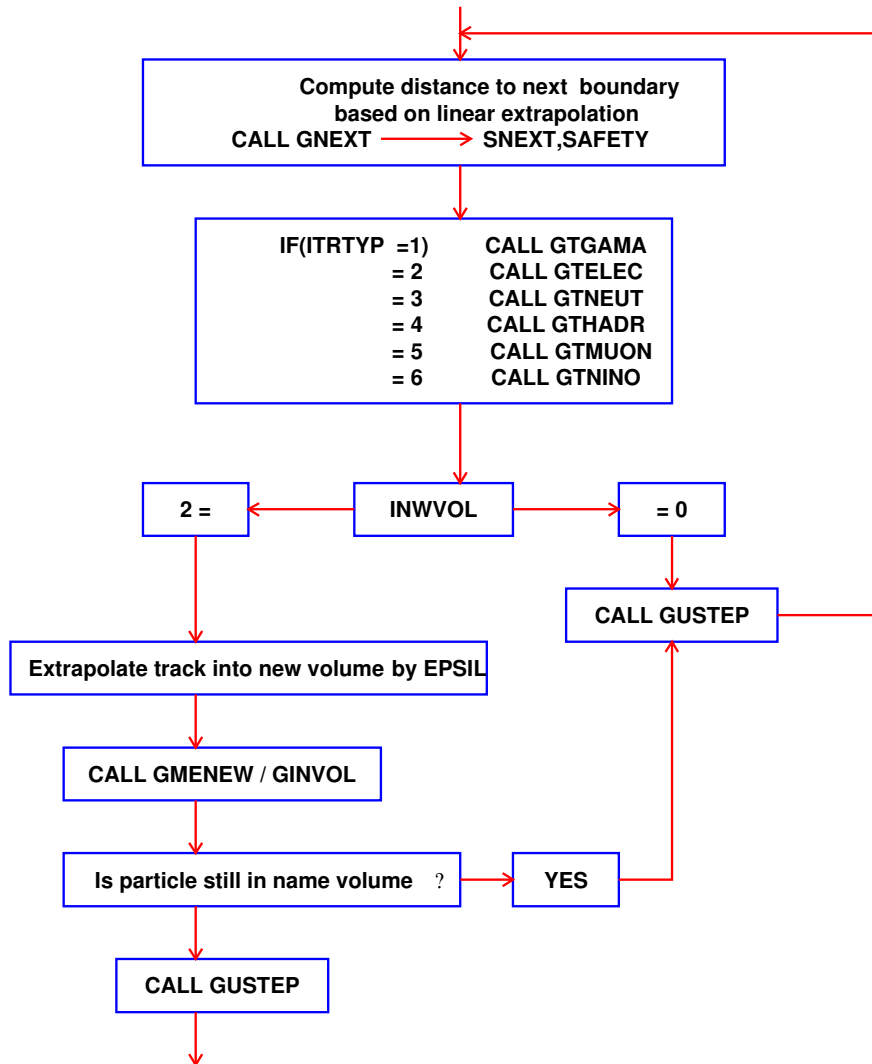 Compute distance to next boundary
based on linear extrapolation
CALL GNEXT SNEXT,SAFETY
IF(ITRTYP =1) CALL GTGAMA
= 2 CALL GTELEC
= 3 CALL GTNEUT
= 4 CALL GTHADR
= 5 CALL GTMUON
= 6 CALL GTNINO
2 = INWVOL = 0
CALL GUSTEP
Extrapolate track into new volume by EPSIL
CALL GMENEW / GINVOL
Is particle still in name volume ? YES
CALL GUSTEP